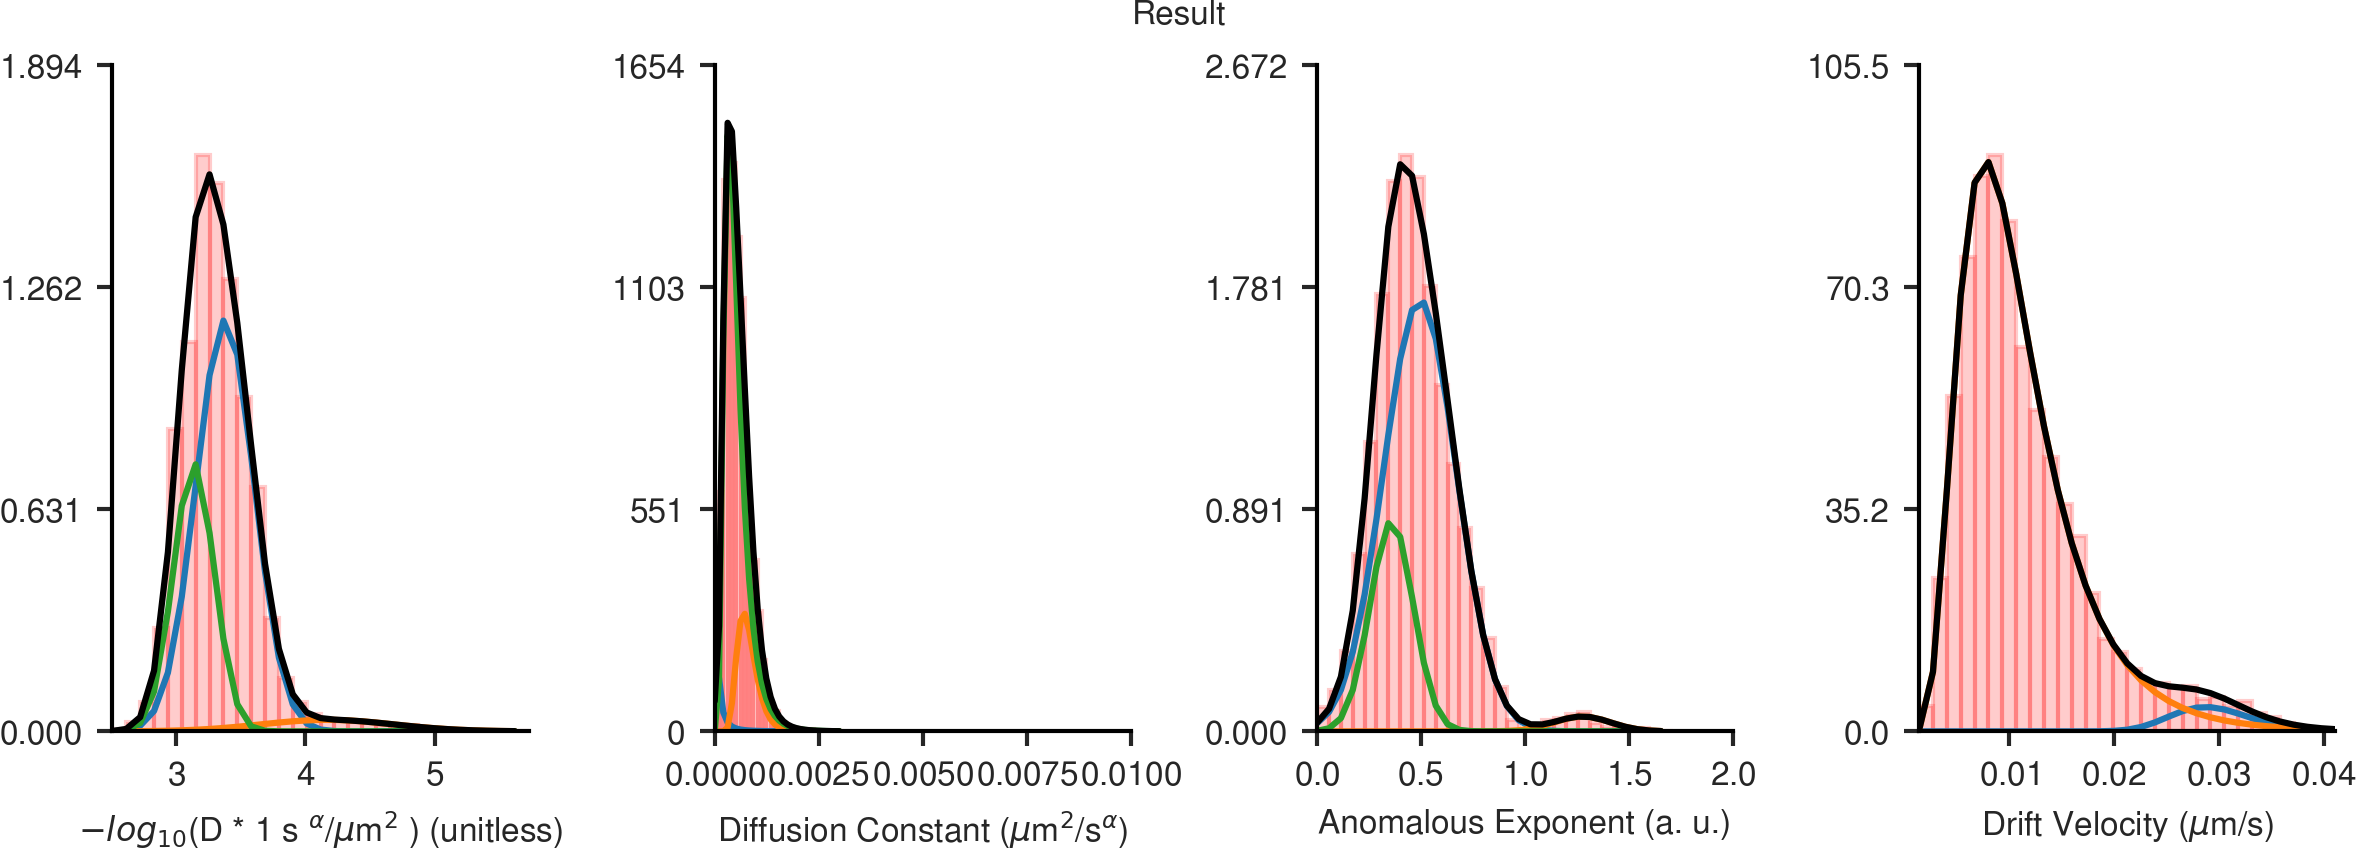 Result
1.894
1.262
0.631
0.000
3 4 5
−log₁₀(D * 1 s ᵅ/μm² ) (unitless)
1654
1103
551
0
0.0000 0.0025 0.0050 0.0075 0.0100
Diffusion Constant (μm²/sᵅ)
2.672
1.781
0.891
0.000
0.0 0.5 1.0 1.5 2.0
Anomalous Exponent (a. u.)
105.5
70.3
35.2
0.0
0.01 0.02 0.03 0.04
Drift Velocity (μm/s)